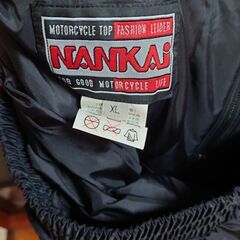 MOTORCYCLE TOP FASHION LEADER
NANKAI
FOR GOOD MOTORCYCLE LIFE
XL